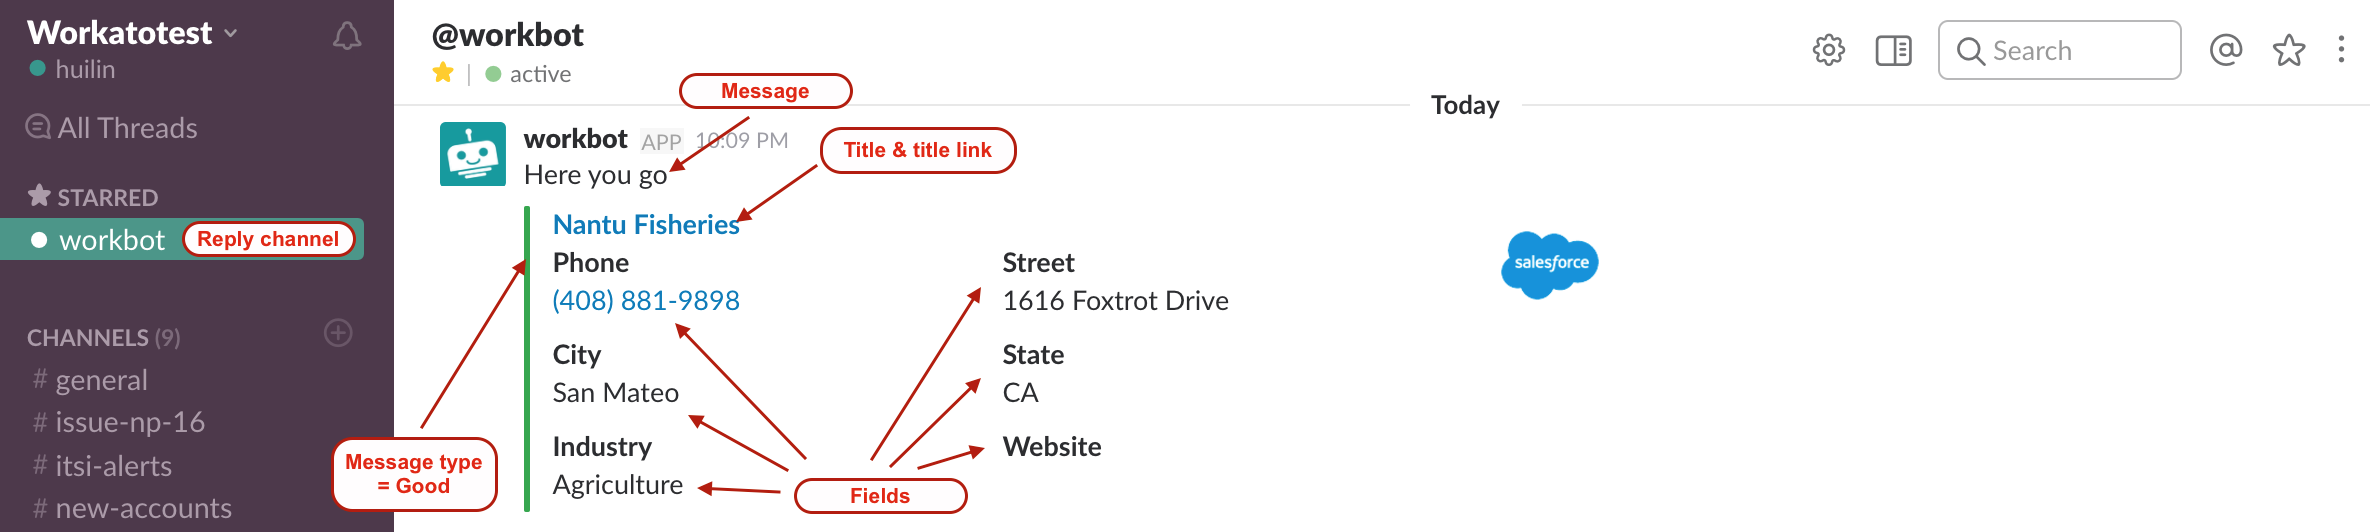 Workatotest
huilin
All Threads
STARRED
workbot
Reply channel
CHANNELS (9)
# general
# issue-np-16
# itsi-alerts
# new-accounts
@workbot
active
Search
Message
Today
workbot APP 10:09 PM
Here you go
Title & title link
Nantu Fisheries
Phone
(408) 881-9898
Street
1616 Foxtrot Drive
salesforce
City
San Mateo
State
CA
Industry
Agriculture
Website
Message type
= Good
Fields